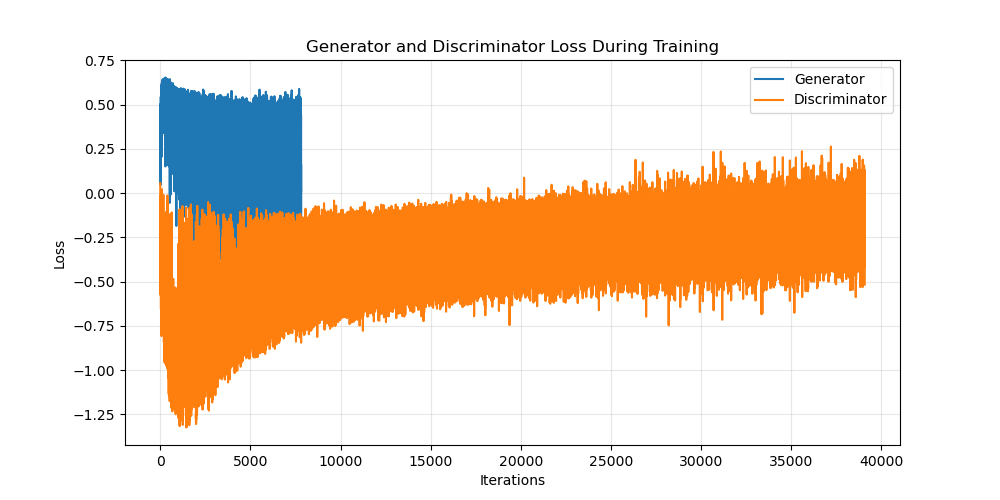 Generator and Discriminator Loss During Training
Generator
Discriminator
Loss
0.75
0.50
0.25
0.00
−0.25
−0.50
−0.75
−1.00
−1.25
0 5000 10000 15000 20000 25000 30000 35000 40000
Iterations